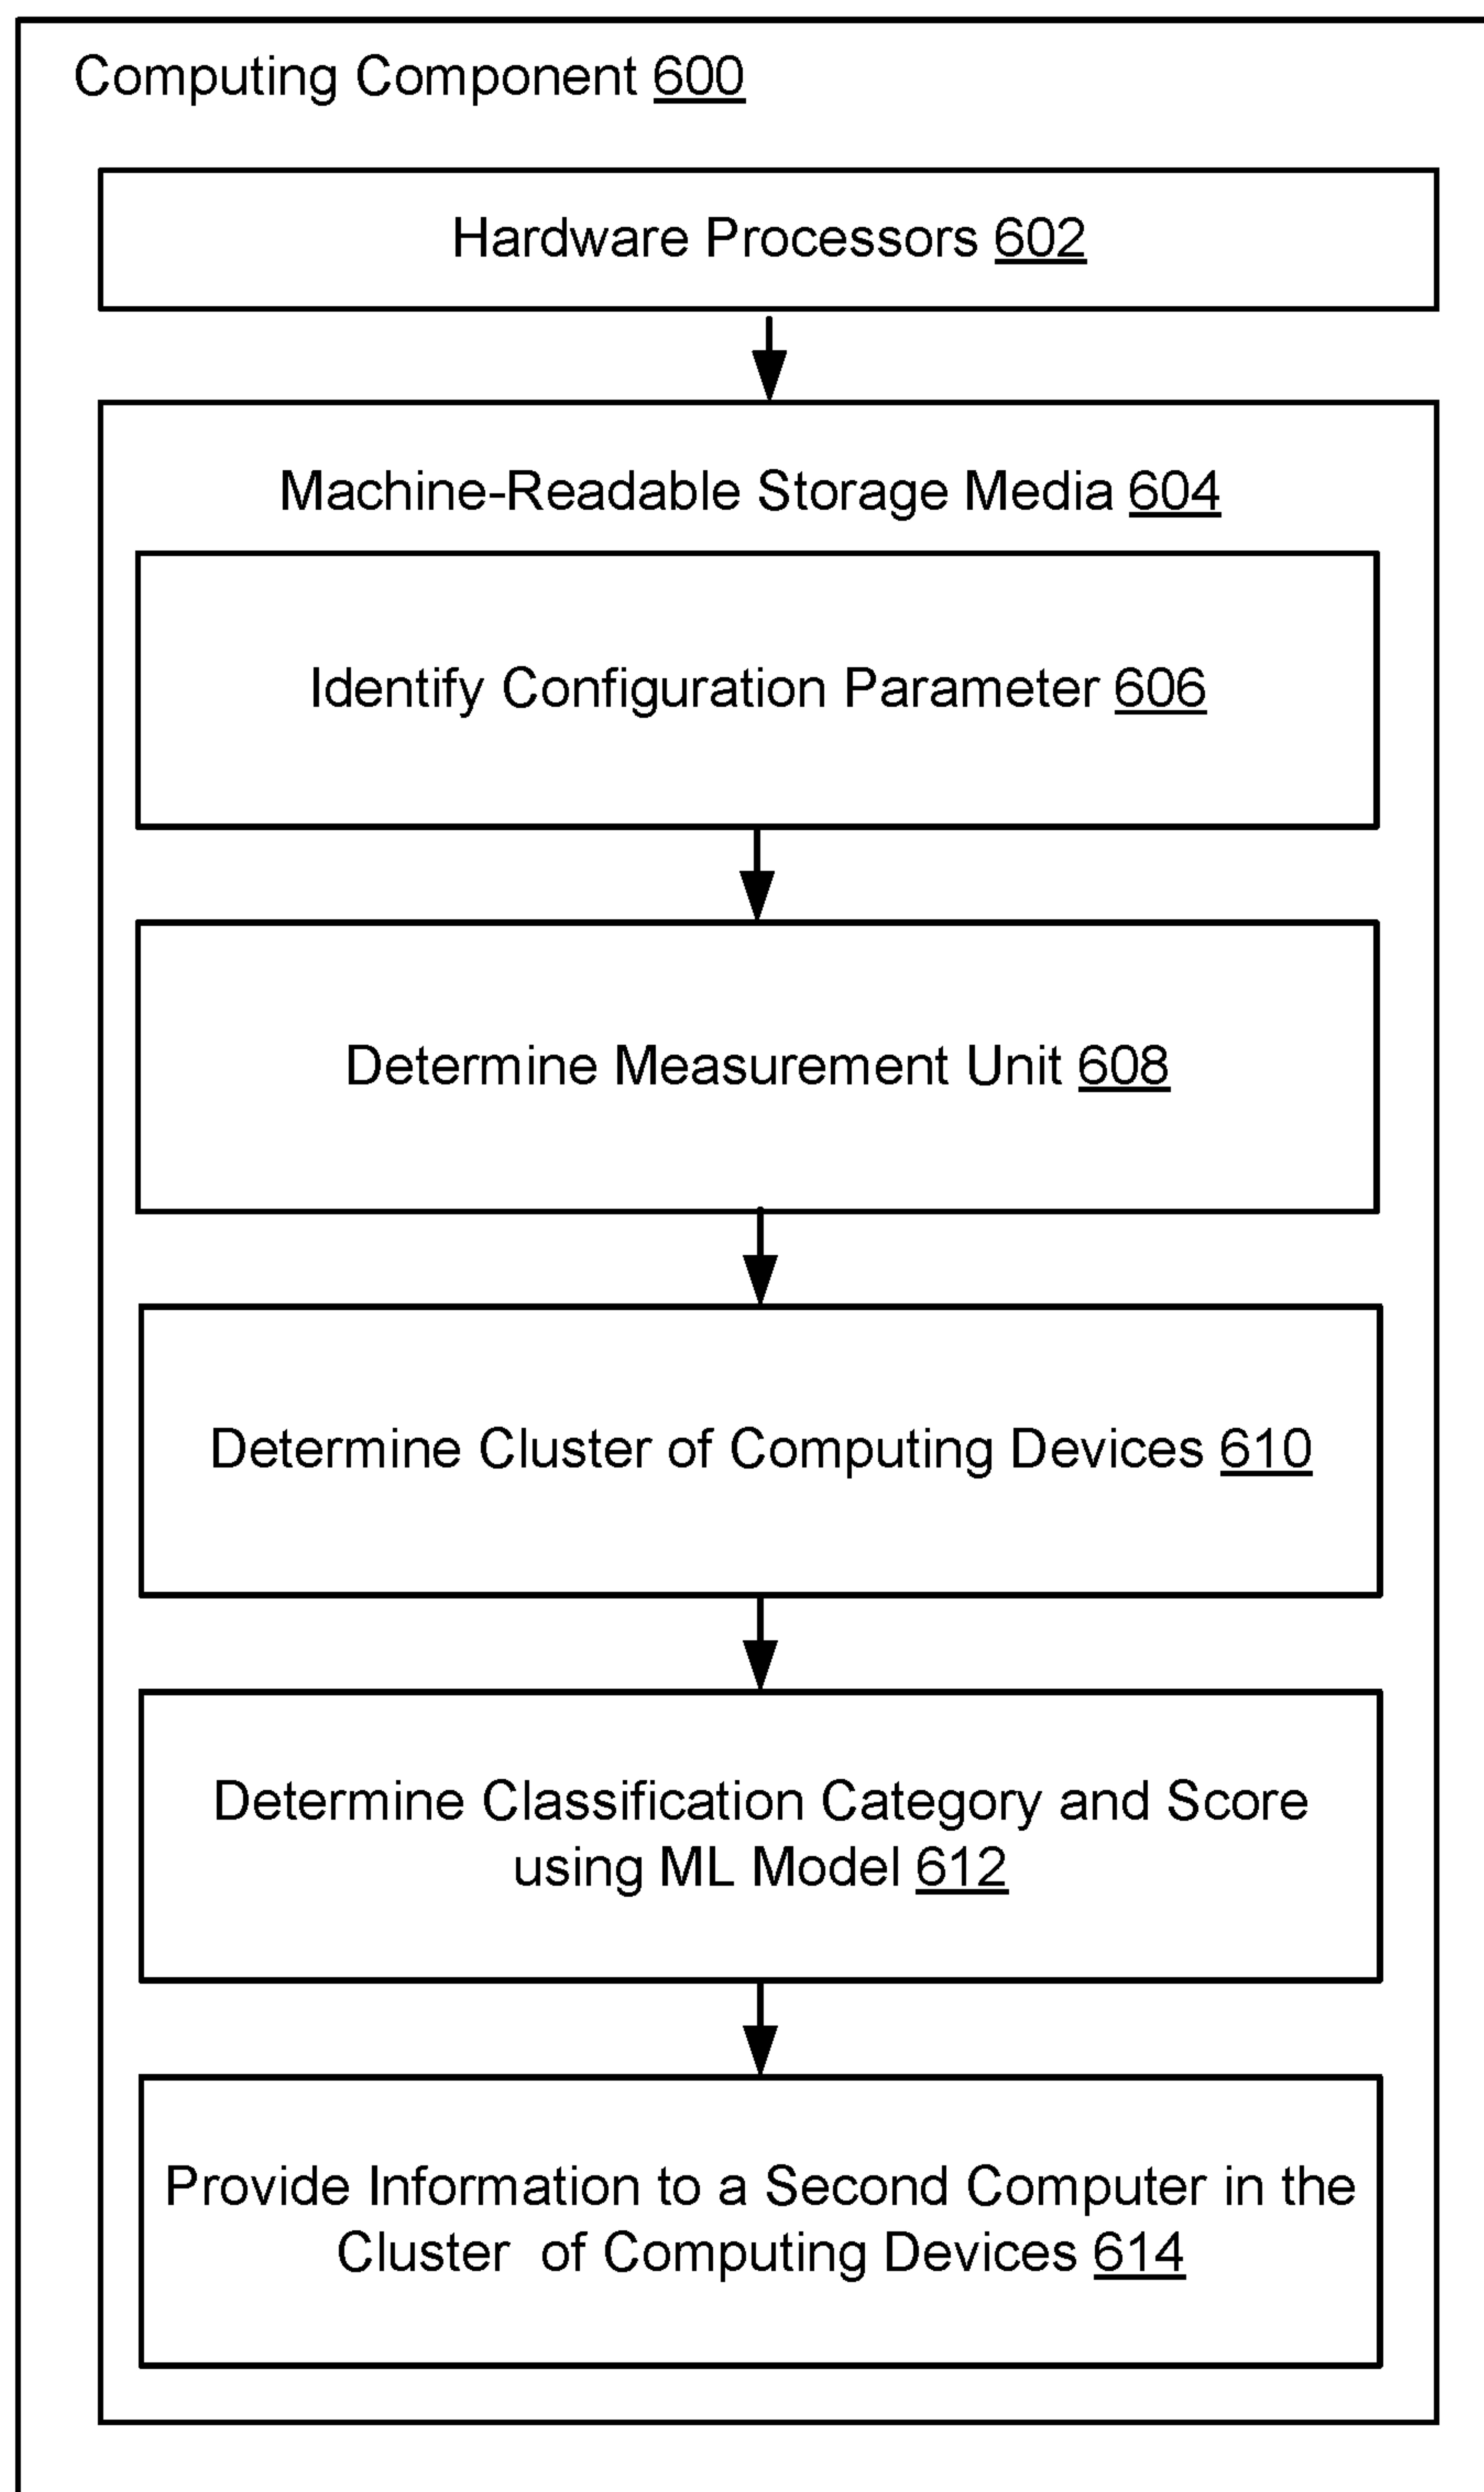 Computing Component 600
Hardware Processors 602
Machine-Readable Storage Media 604
Identify Configuration Parameter 606
Determine Measurement Unit 608
Determine Cluster of Computing Devices 610
Determine Classification Category and Score
using ML Model 612
Provide Information to a Second Computer in the
Cluster of Computing Devices 614